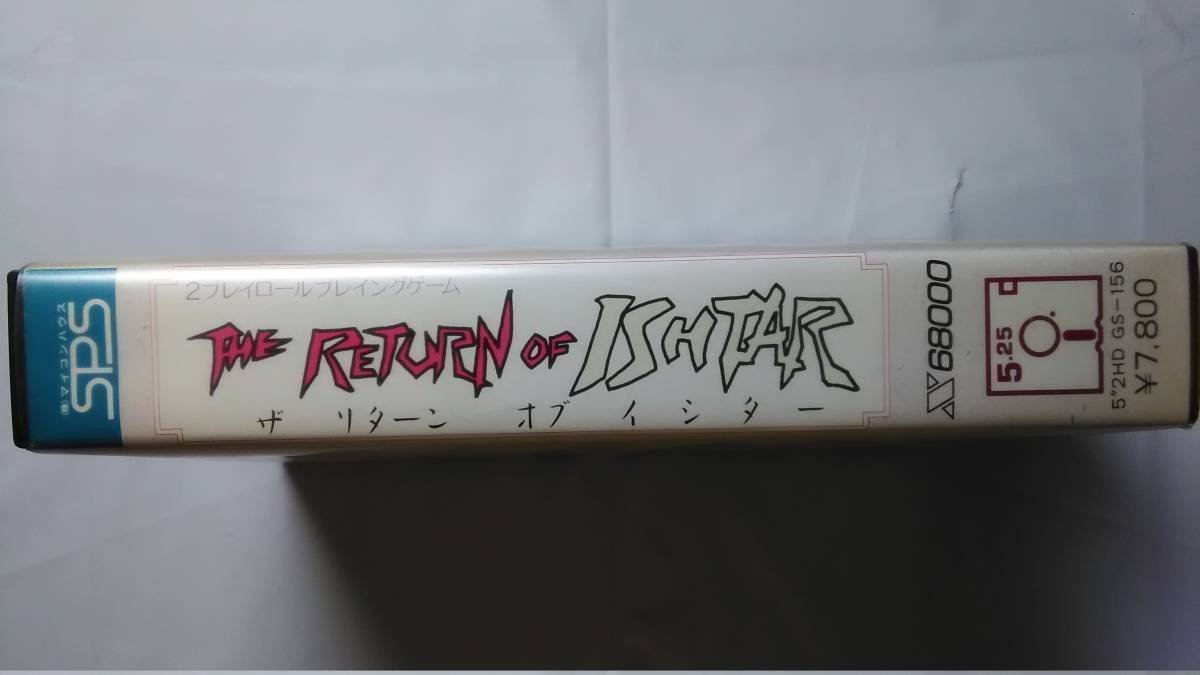 ㈱マイコンハウス
SPS
2プレイロールプレイングゲーム
THE RETURN OF ISHTAR
ザ リターン オブ イシター
X68000
5.25
5"2HD GS-156
¥7,800